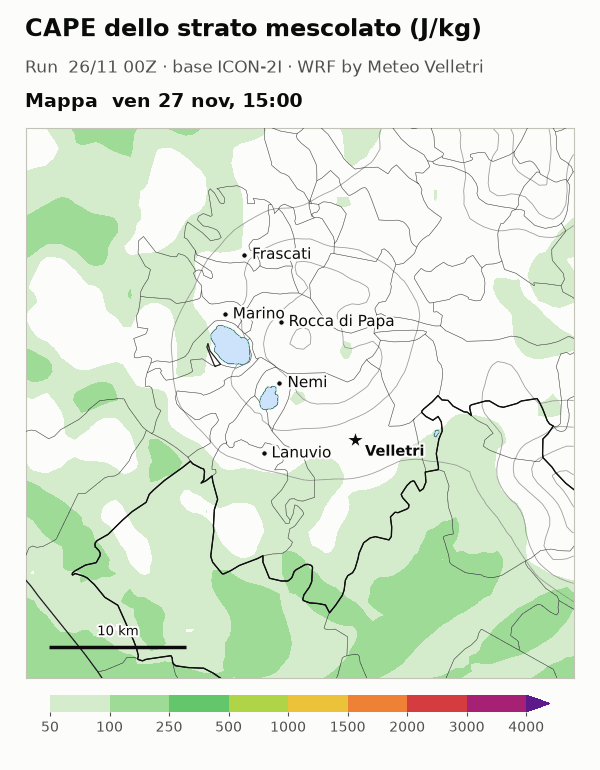 CAPE dello strato mescolato (J/kg)
Run  26/11 00Z · base ICON-2I · WRF by Meteo Velletri
Mappa  ven 27 nov, 15:00
Frascati
Marino
Rocca di Papa
Nemi
Velletri
Lanuvio
10 km
50 100 250 500 1000 1500 2000 3000 4000